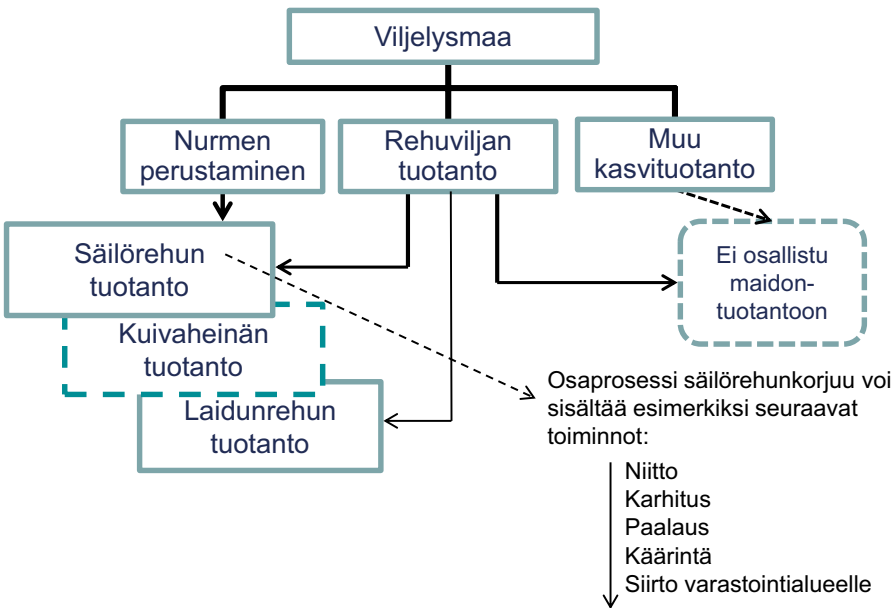 Viljelysmaa
Nurmen
perustaminen
Rehuviljan
tuotanto
Muu
kasvituotanto
Säilörehun
tuotanto
Ei osallistu
maidon-
tuotantoon
Kuivaheinän
tuotanto
Laidunrehun
tuotanto
Osaprosessi säilörehunkorjuu voi
sisältää esimerkiksi seuraavat
toiminnot:
Niitto
Karhitus
Paalaus
Käärintä
Siirto varastointialueelle